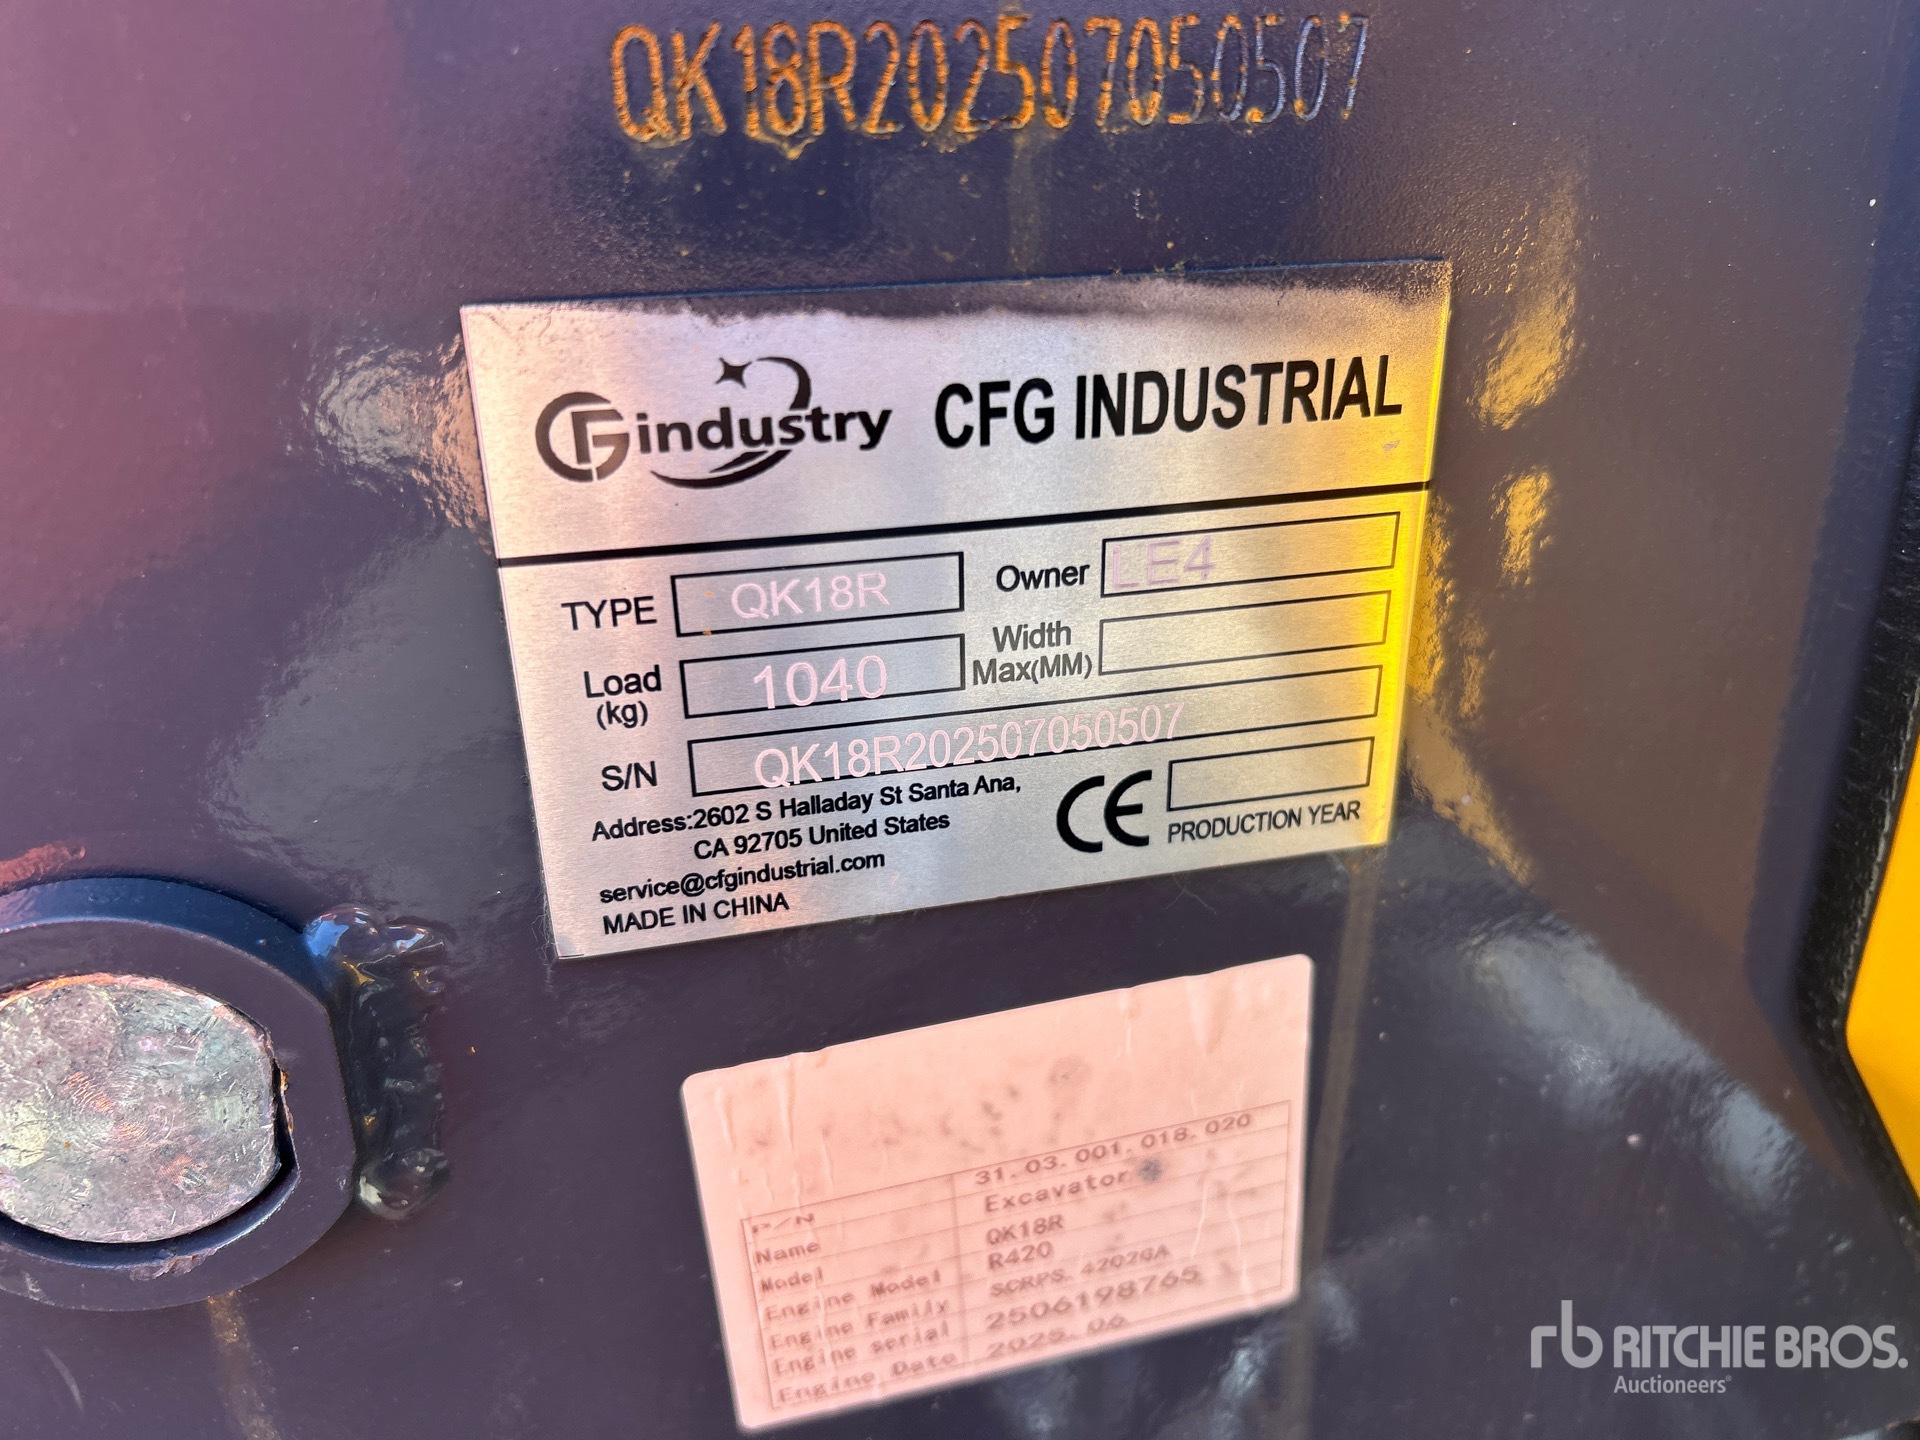 QK18R202507050507
CFGindustry CFG INDUSTRIAL
TYPE QK18R Owner LE4
Load (kg) 1040 Width Max(MM)
S/N QK18R202507050507
Address:2602 S Halladay St Santa Ana,
CA 92705 United States
service@cfgindustrial.com
MADE IN CHINA
CE PRODUCTION YEAR
P/N 31.03.001.018.020
Name Excavator
Model QK18R
Engine Model R420
Engine Family SCRPS.4202GA
Engine serial 2506198765
Engine Date 2025.06
rb RITCHIE BROS.
Auctioneers